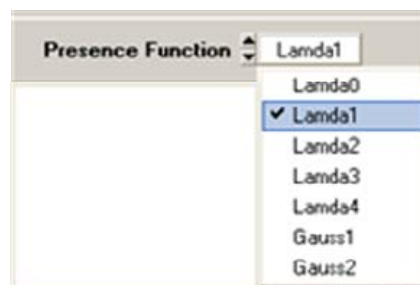 Presence Function Lamda1
Lamda0
✔ Lamda1
Lamda2
Lamda3
Lamda4
Gauss1
Gauss2